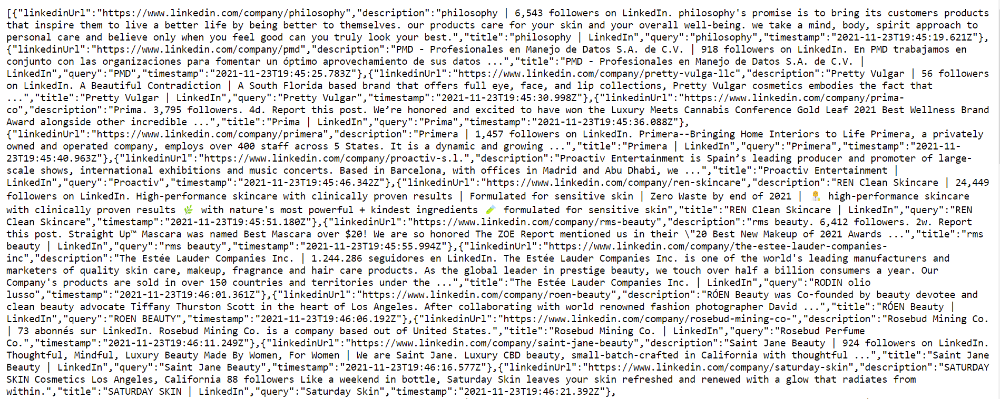 [{"linkedinUrl":"https://www.linkedin.com/company/philosophy","description":"philosophy | 6,543 followers on LinkedIn. philosophy's promise is to bring its customers products
that inspire them to live a better life by being better to themselves. our products care for your skin and your overall well-being. we take a mind, body, spirit approach to
personal care and believe only when you feel good can you truly look your best.","title":"philosophy | LinkedIn","query":"philosophy","timestamp":"2021-11-23T19:45:19.621Z"},
{"linkedinUrl":"https://www.linkedin.com/company/pmd","description":"PMD - Profesionales en Manejo de Datos S.A. de C.V. | 918 followers on LinkedIn. En PMD trabajamos en
conjunto con las organizaciones para fomentar un óptimo aprovechamiento de sus datos ...","title":"PMD - Profesionales en Manejo de Datos S.A. de C.V. |
LinkedIn","query":"PMD","timestamp":"2021-11-23T19:45:25.783Z"},{"linkedinUrl":"https://www.linkedin.com/company/pretty-vulga-llc","description":"Pretty Vulgar | 56 followers
on LinkedIn. A Beautiful Contradiction | A South Florida based brand that offers full eye, face, and lip collections, Pretty Vulgar cosmetics embodies the fact that
...","title":"Pretty Vulgar | LinkedIn","query":"Pretty Vulgar","timestamp":"2021-11-23T19:45:30.998Z"},{"linkedinUrl":"https://www.linkedin.com/company/prima-
co","description":"Prima. 3,795 followers. 4d. Report this post. We’re honored and excited to have won the Luxury Meets Cannabis Conference Gold Leaf 2021 Best Wellness Brand
Award alongside other incredible ...","title":"Prima | LinkedIn","query":"Prima","timestamp":"2021-11-23T19:45:36.088Z"},
{"linkedinUrl":"https://www.linkedin.com/company/primera","description":"Primera | 1,457 followers on LinkedIn. Primera--Bringing Home Interiors to Life Primera, a privately
owned and operated company, employs over 400 staff across 5 States. It is a dynamic and growing ...","title":"Primera | LinkedIn","query":"Primera","timestamp":"2021-11-
23T19:45:40.963Z"},{"linkedinUrl":"https://www.linkedin.com/company/proactiv-s.l.","description":"Proactiv Entertainment is Spain’s leading producer and promoter of large-
scale shows, international exhibitions and music concerts. Based in Barcelona, with offices in Madrid and Abu Dhabi, we ...","title":"Proactiv Entertainment |
LinkedIn","query":"Proactiv","timestamp":"2021-11-23T19:45:46.342Z"},{"linkedinUrl":"https://www.linkedin.com/company/ren-skincare","description":"REN Clean Skincare | 24,449
followers on LinkedIn. High-performance skincare with clinically proven results | Formulated for sensitive skin | Zero Waste by end of 2021 | 👩‍🔬 high-performance skincare
with clinically proven results 🌿 with nature's most powerful + kindest ingredients 🧪 formulated for sensitive skin","title":"REN Clean Skincare | LinkedIn","query":"REN
Clean Skincare","timestamp":"2021-11-23T19:45:51.180Z"},{"linkedinUrl":"https://www.linkedin.com/company/rms-beauty","description":"rms beauty. 6,412 followers. 2w. Report
this post. Straight Up™ Mascara was named Best Mascara over $20! We are so honored The ZOE Report mentioned us in their \"20 Best New Makeup of 2021 Awards ...","title":"rms
beauty | LinkedIn","query":"rms beauty","timestamp":"2021-11-23T19:45:55.994Z"},{"linkedinUrl":"https://www.linkedin.com/company/the-estee-lauder-companies-
inc","description":"The Estée Lauder Companies Inc. | 1.244.286 seguidores en LinkedIn. The Estée Lauder Companies Inc. is one of the world's leading manufacturers and
marketers of quality skin care, makeup, fragrance and hair care products. As the global leader in prestige beauty, we touch over half a billion consumers a year. Our
Company's products are sold in over 150 countries and territories under the ...","title":"The Estée Lauder Companies Inc. | LinkedIn","query":"RODIN olio
lusso","timestamp":"2021-11-23T19:46:01.361Z"},{"linkedinUrl":"https://www.linkedin.com/company/roen-beauty","description":"RÓEN Beauty was Co-founded by beauty devotee and
clean beauty advocate Tiffany Thurston Scott in the heart of Los Angeles. After collaborating with world renowned fashion photographer David ...","title":"RÓEN Beauty |
LinkedIn","query":"ROEN BEAUTY","timestamp":"2021-11-23T19:46:06.192Z"},{"linkedinUrl":"https://www.linkedin.com/company/rosebud-mining-co-","description":"Rosebud Mining Co.
| 73 abonnés sur LinkedIn. Rosebud Mining Co. is a company based out of United States.","title":"Rosebud Mining Co. | LinkedIn","query":"Rosebud Perfume
Co.","timestamp":"2021-11-23T19:46:11.249Z"},{"linkedinUrl":"https://www.linkedin.com/company/saint-jane-beauty","description":"Saint Jane Beauty | 924 followers on LinkedIn.
Thoughtful, Mindful, Luxury Beauty Made By Women, For Women | We are Saint Jane. Luxury CBD beauty, small-batch-crafted in California with thoughtful ...","title":"Saint Jane
Beauty | LinkedIn","query":"Saint Jane Beauty","timestamp":"2021-11-23T19:46:16.577Z"},{"linkedinUrl":"https://www.linkedin.com/company/saturday-skin","description":"SATURDAY
SKIN Cosmetics Los Angeles, California 88 followers Like a weekend in bottle, Saturday Skin leaves your skin refreshed and renewed with a glow that radiates from
within.","title":"SATURDAY SKIN | LinkedIn","query":"Saturday Skin","timestamp":"2021-11-23T19:46:21.392Z"},